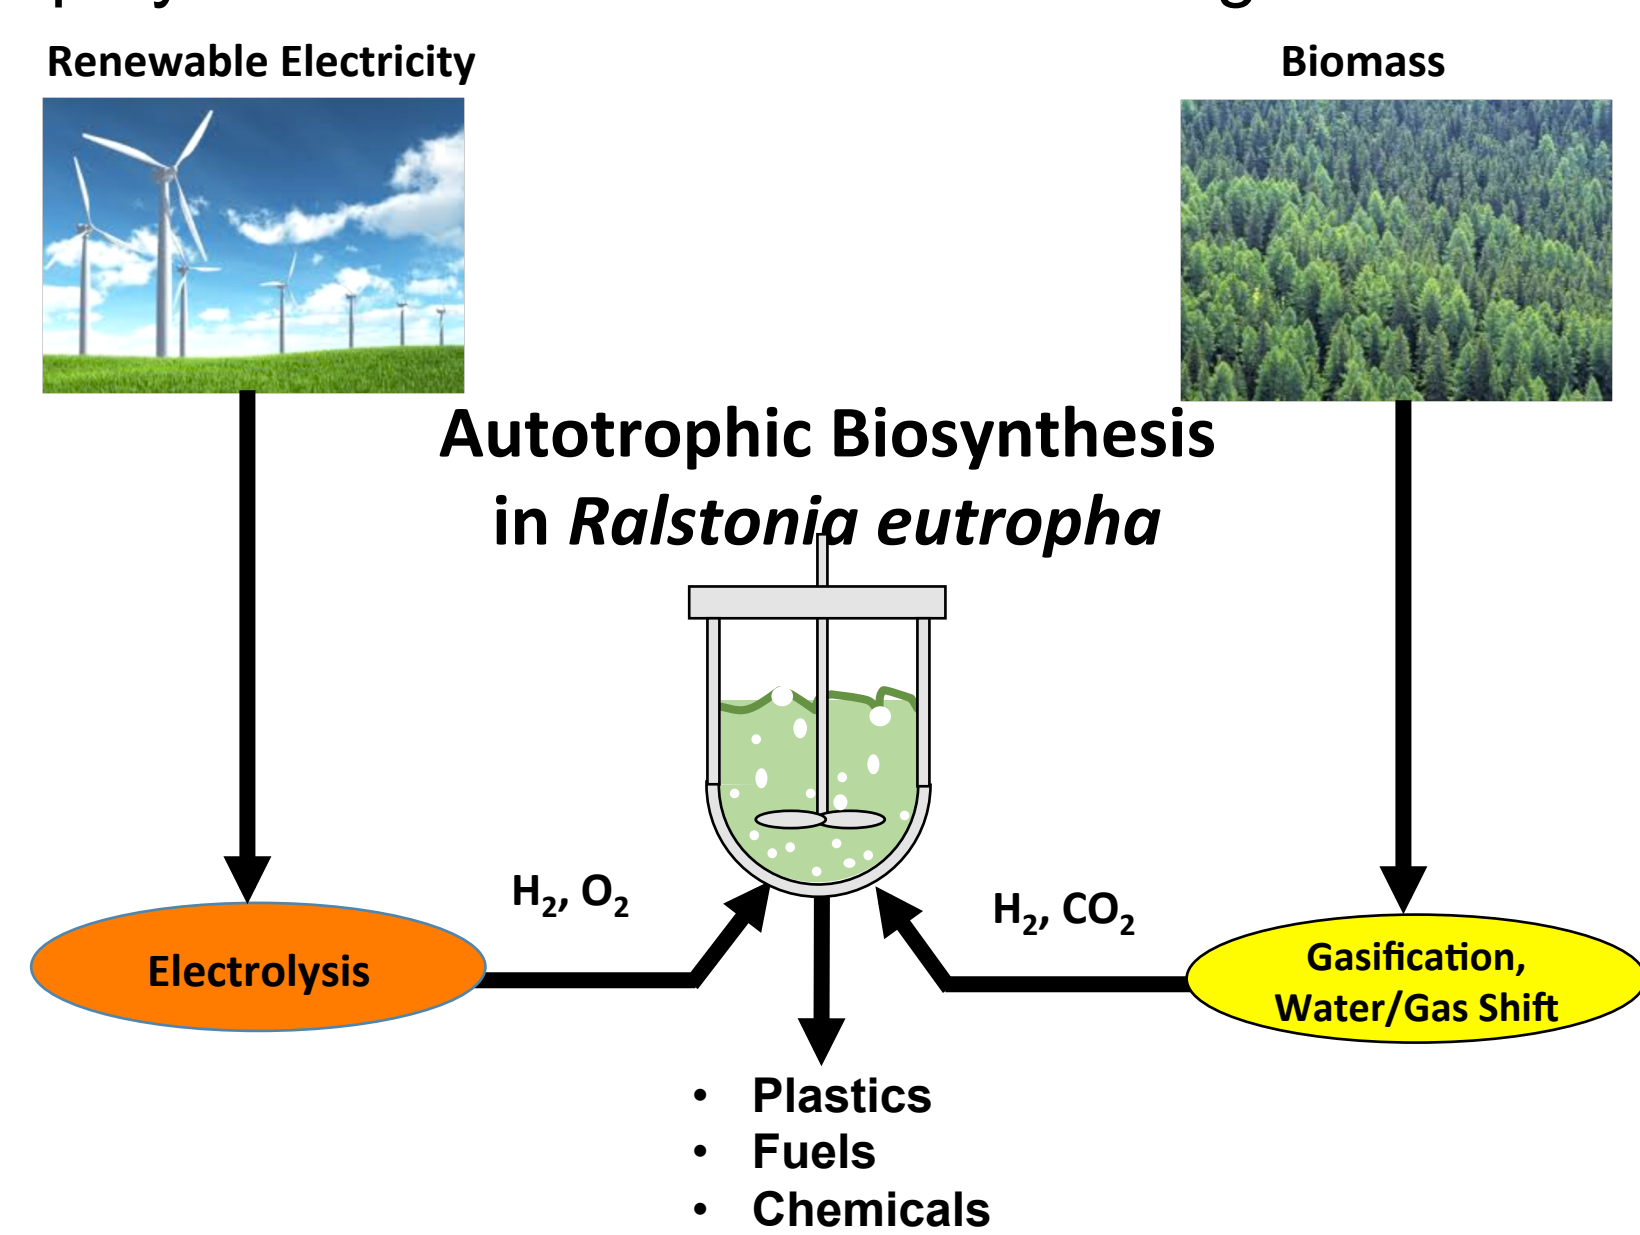 Renewable Electricity
Biomass
Autotrophic Biosynthesis
in Ralstonia eutropha
H₂, O₂
H₂, CO₂
Electrolysis
Gasification,
Water/Gas Shift
• Plastics
• Fuels
• Chemicals